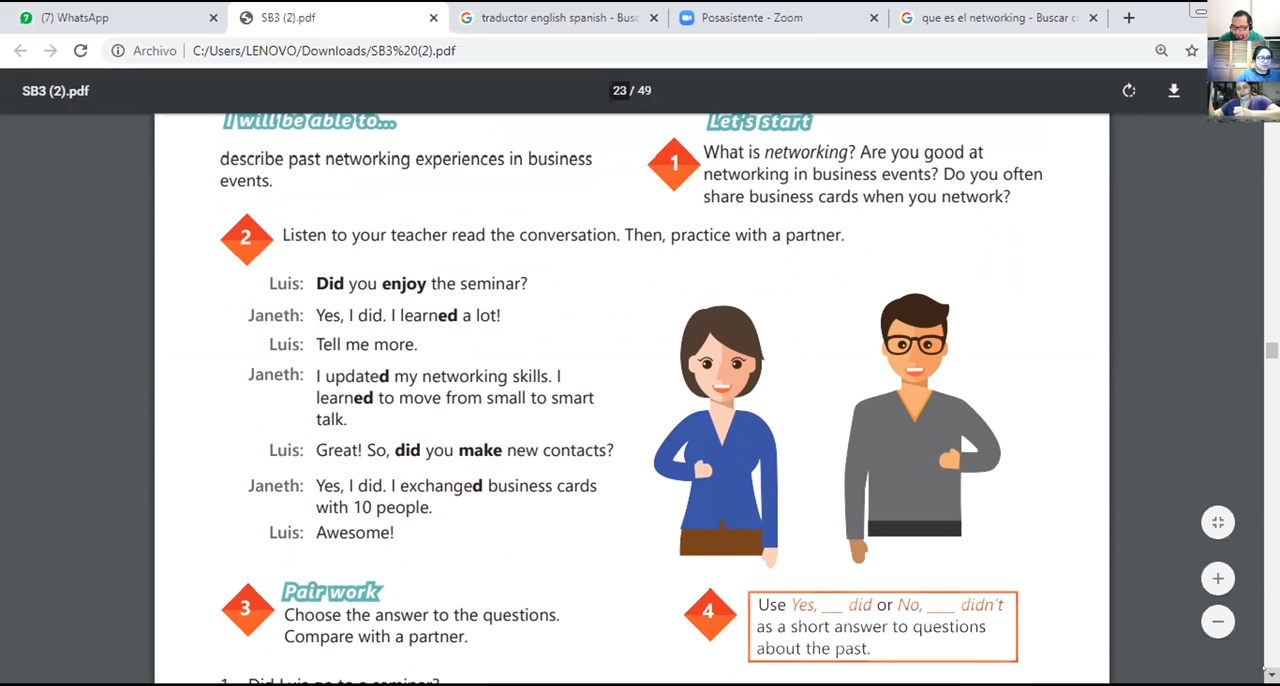 (7) WhatsApp
SB3 (2).pdf
traductor english spanish - Busc
Posasistente - Zoom
que es el networking - Buscar c
Archivo
C:/Users/LENOVO/Downloads/SB3%20(2).pdf
SB3 (2).pdf
23 / 49
I will be able to...
describe past networking experiences in business
events.
Let's start
1
What is networking? Are you good at
networking in business events? Do you often
share business cards when you network?
2
Listen to your teacher read the conversation. Then, practice with a partner.
Luis: Did you enjoy the seminar?
Janeth: Yes, I did. I learned a lot!
Luis: Tell me more.
Janeth: I updated my networking skills. I
learned to move from small to smart
talk.
Luis: Great! So, did you make new contacts?
Janeth: Yes, I did. I exchanged business cards
with 10 people.
Luis: Awesome!
3
Pair work
Choose the answer to the questions.
Compare with a partner.
4
Use Yes, ___ did or No, ____ didn't
as a short answer to questions
about the past.
1. Did Luis go to a seminar?